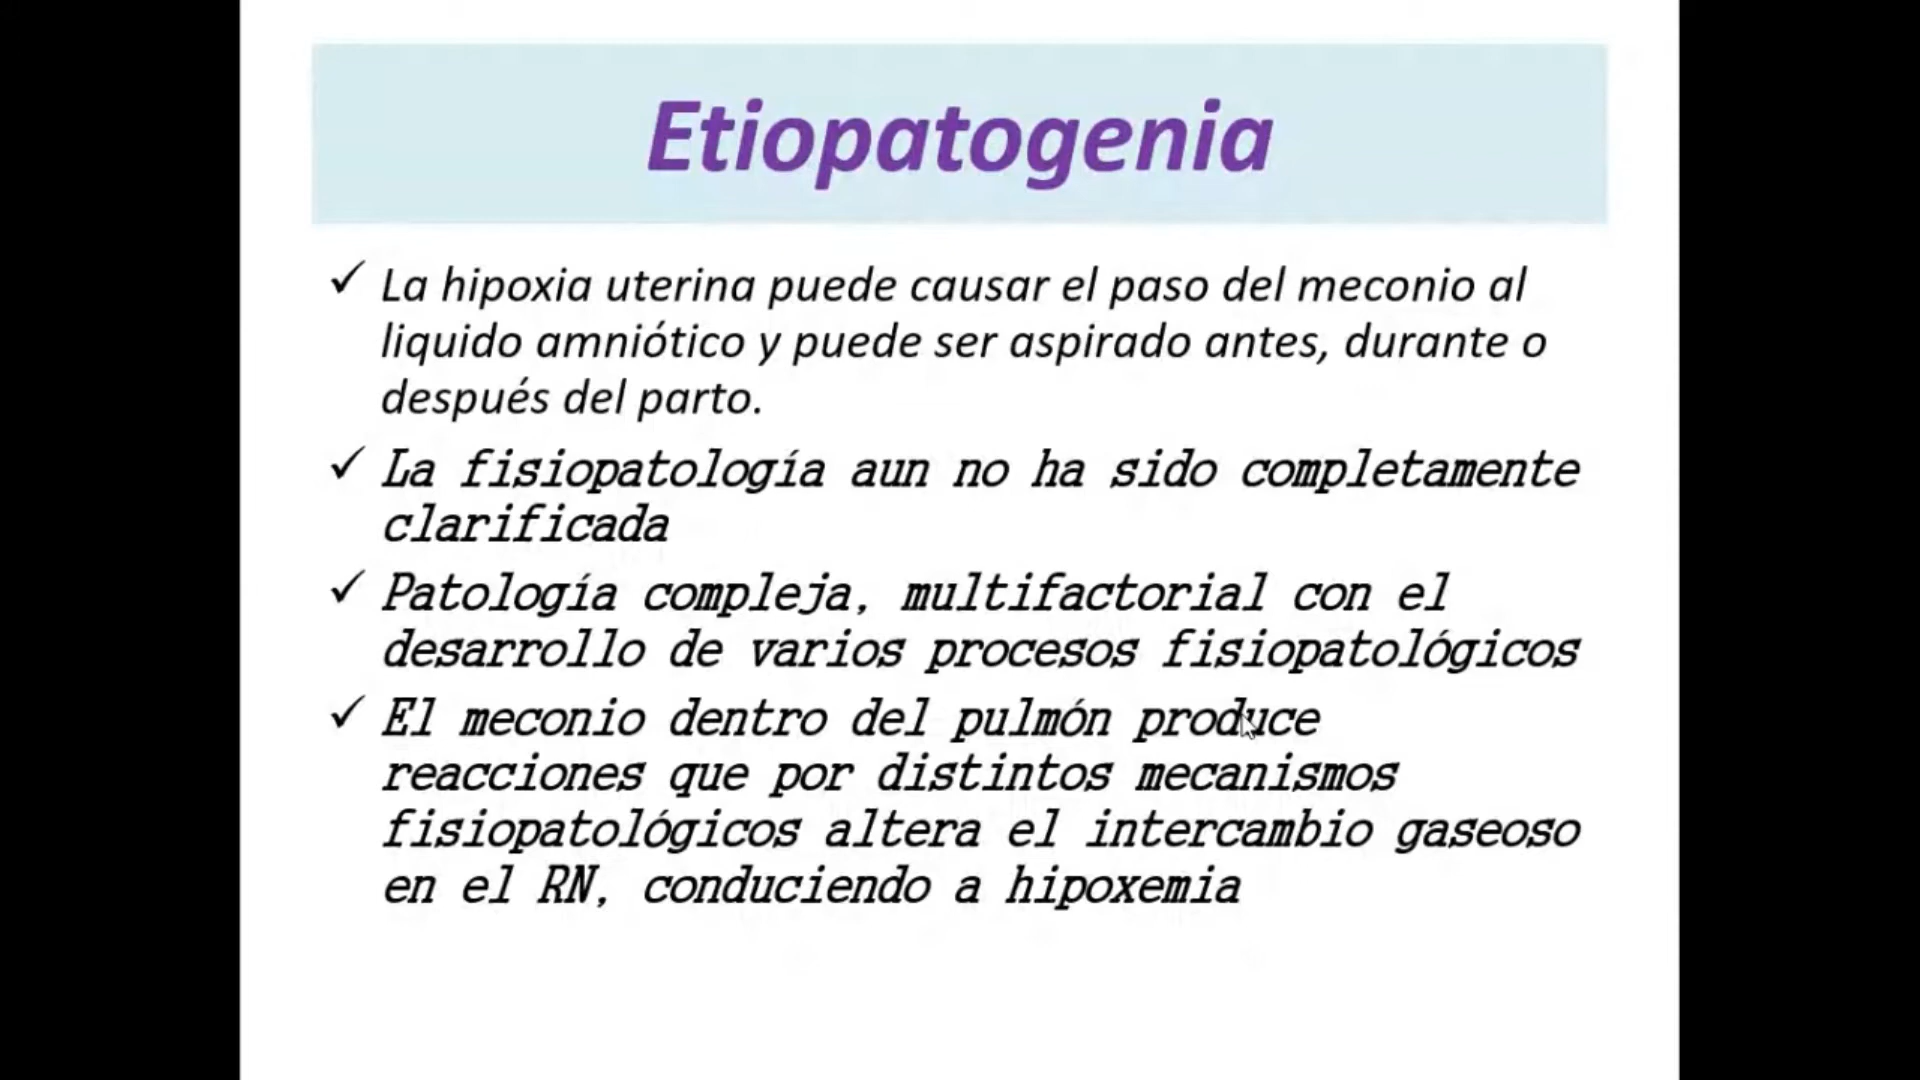 Etiopatogenia
✓ La hipoxia uterina puede causar el paso del meconio al
liquido amniótico y puede ser aspirado antes, durante o
después del parto.
✓ La fisiopatología aun no ha sido completamente
clarificada
✓ Patología compleja, multifactorial con el
desarrollo de varios procesos fisiopatológicos
✓ El meconio dentro del pulmón produce
reacciones que por distintos mecanismos
fisiopatológicos altera el intercambio gaseoso
en el RN, conduciendo a hipoxemia